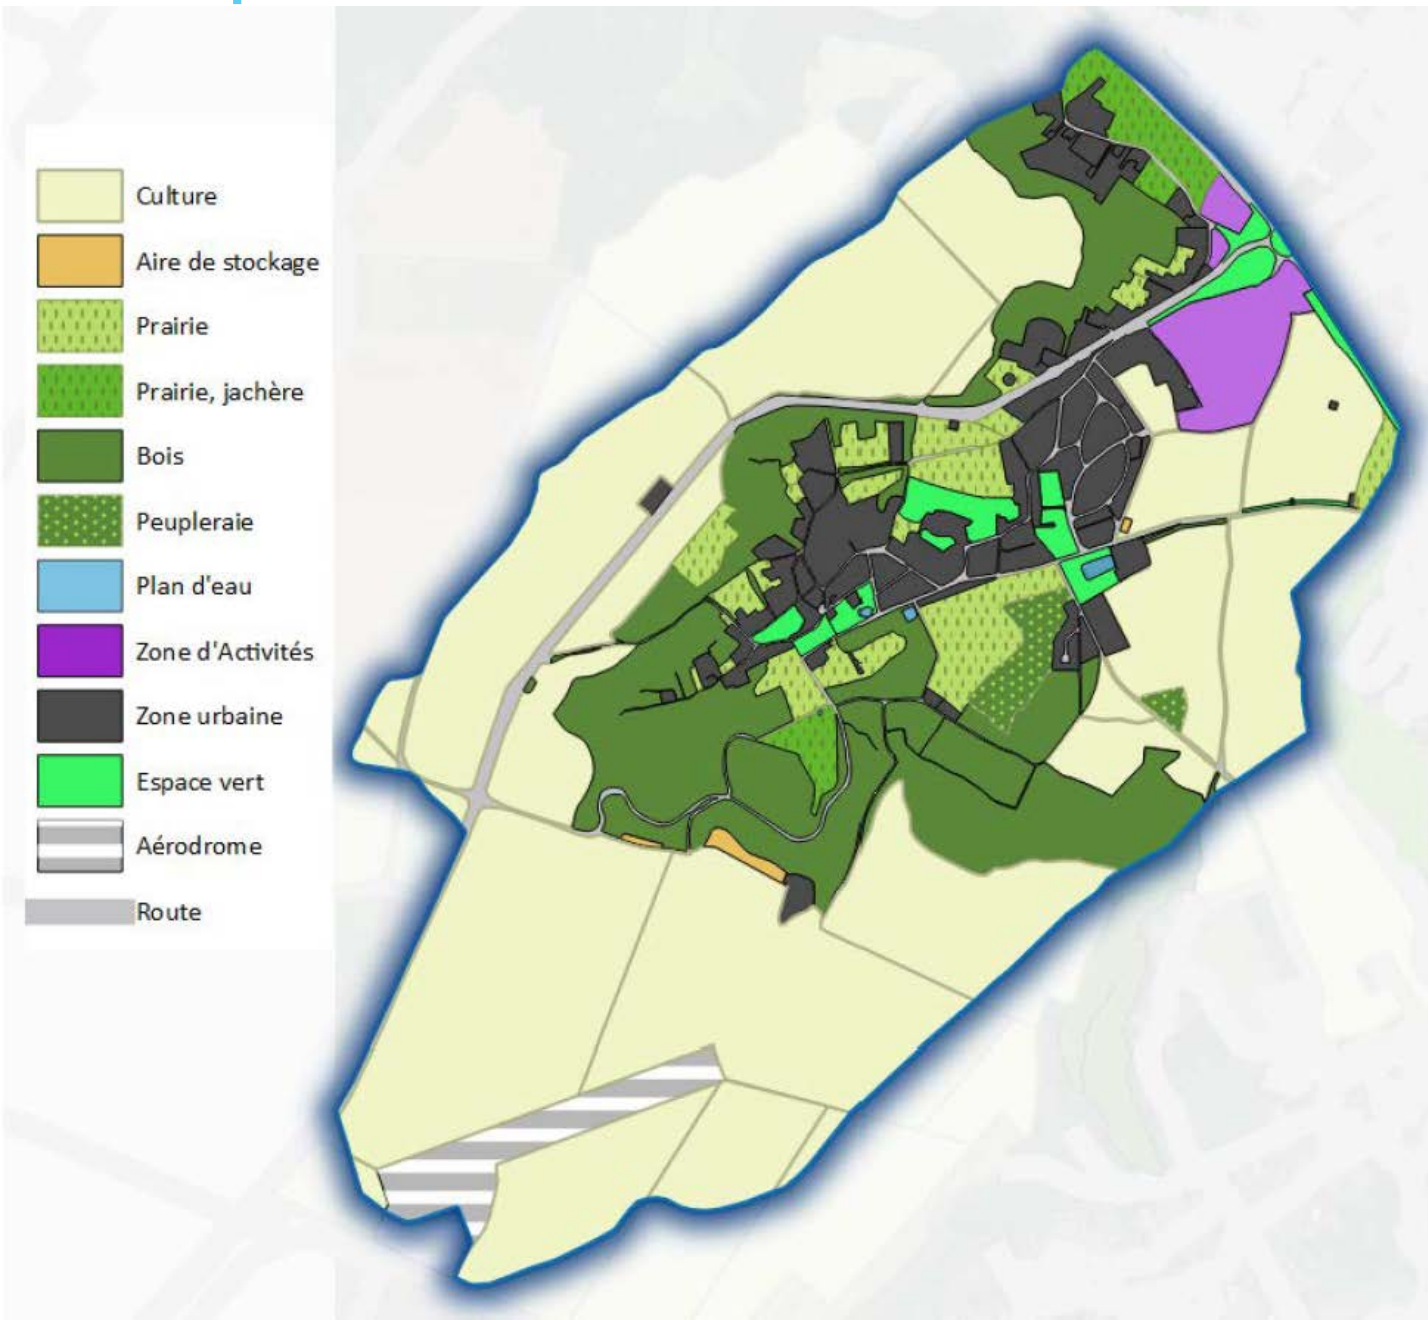 Culture
Aire de stockage
Prairie
Prairie, jachère
Bois
Peupleraie
Plan d'eau
Zone d'Activités
Zone urbaine
Espace vert
Aérodrome
Route